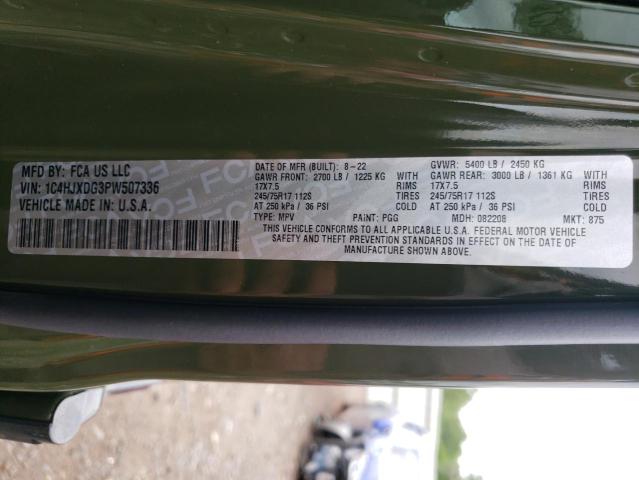 MFD BY: FCA US LLC
VIN: 1C4HJXDG3PW507336
VEHICLE MADE IN U.S.A.
DATE OF MFR (BUILT): 8-22 GVWR: 5400 LB / 2450 KG
GAWR FRONT: 2700 LB / 1225 KG WITH GAWR REAR: 3000 LB / 1361 KG WITH
17X7.5 RIMS 17X7.5 RIMS
245/75R17 112S TIRES 245/75R17 112S TIRES
AT 250 kPa / 36 PSI COLD AT 250 kPa / 36 PSI COLD
TYPE: MPV PAINT: PGG MDH: 082208 MKT: 875
THIS VEHICLE CONFORMS TO ALL APPLICABLE U.S.A. FEDERAL MOTOR VEHICLE
SAFETY AND THEFT PREVENTION STANDARDS IN EFFECT ON THE DATE OF
MANUFACTURE SHOWN ABOVE.